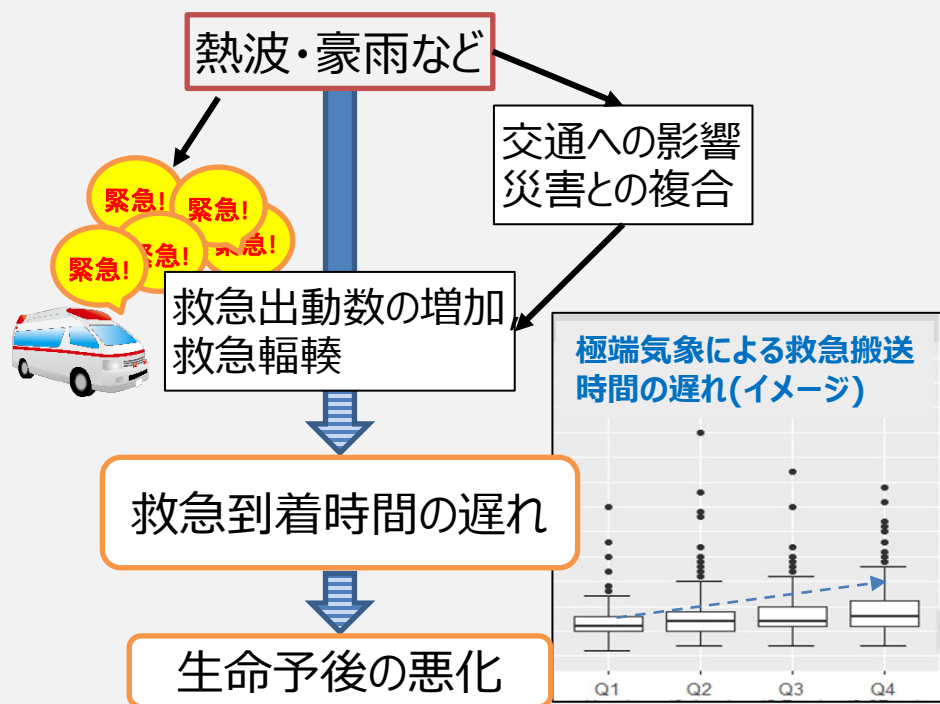 熱波・豪雨など
交通への影響
災害との複合
緊急!
緊急!
緊急!
緊急!
緊急!
救急出動数の増加
救急輻輳
極端気象による救急搬送
時間の遅れ(イメージ)
救急到着時間の遅れ
生命予後の悪化
Q1
Q2
Q3
Q4